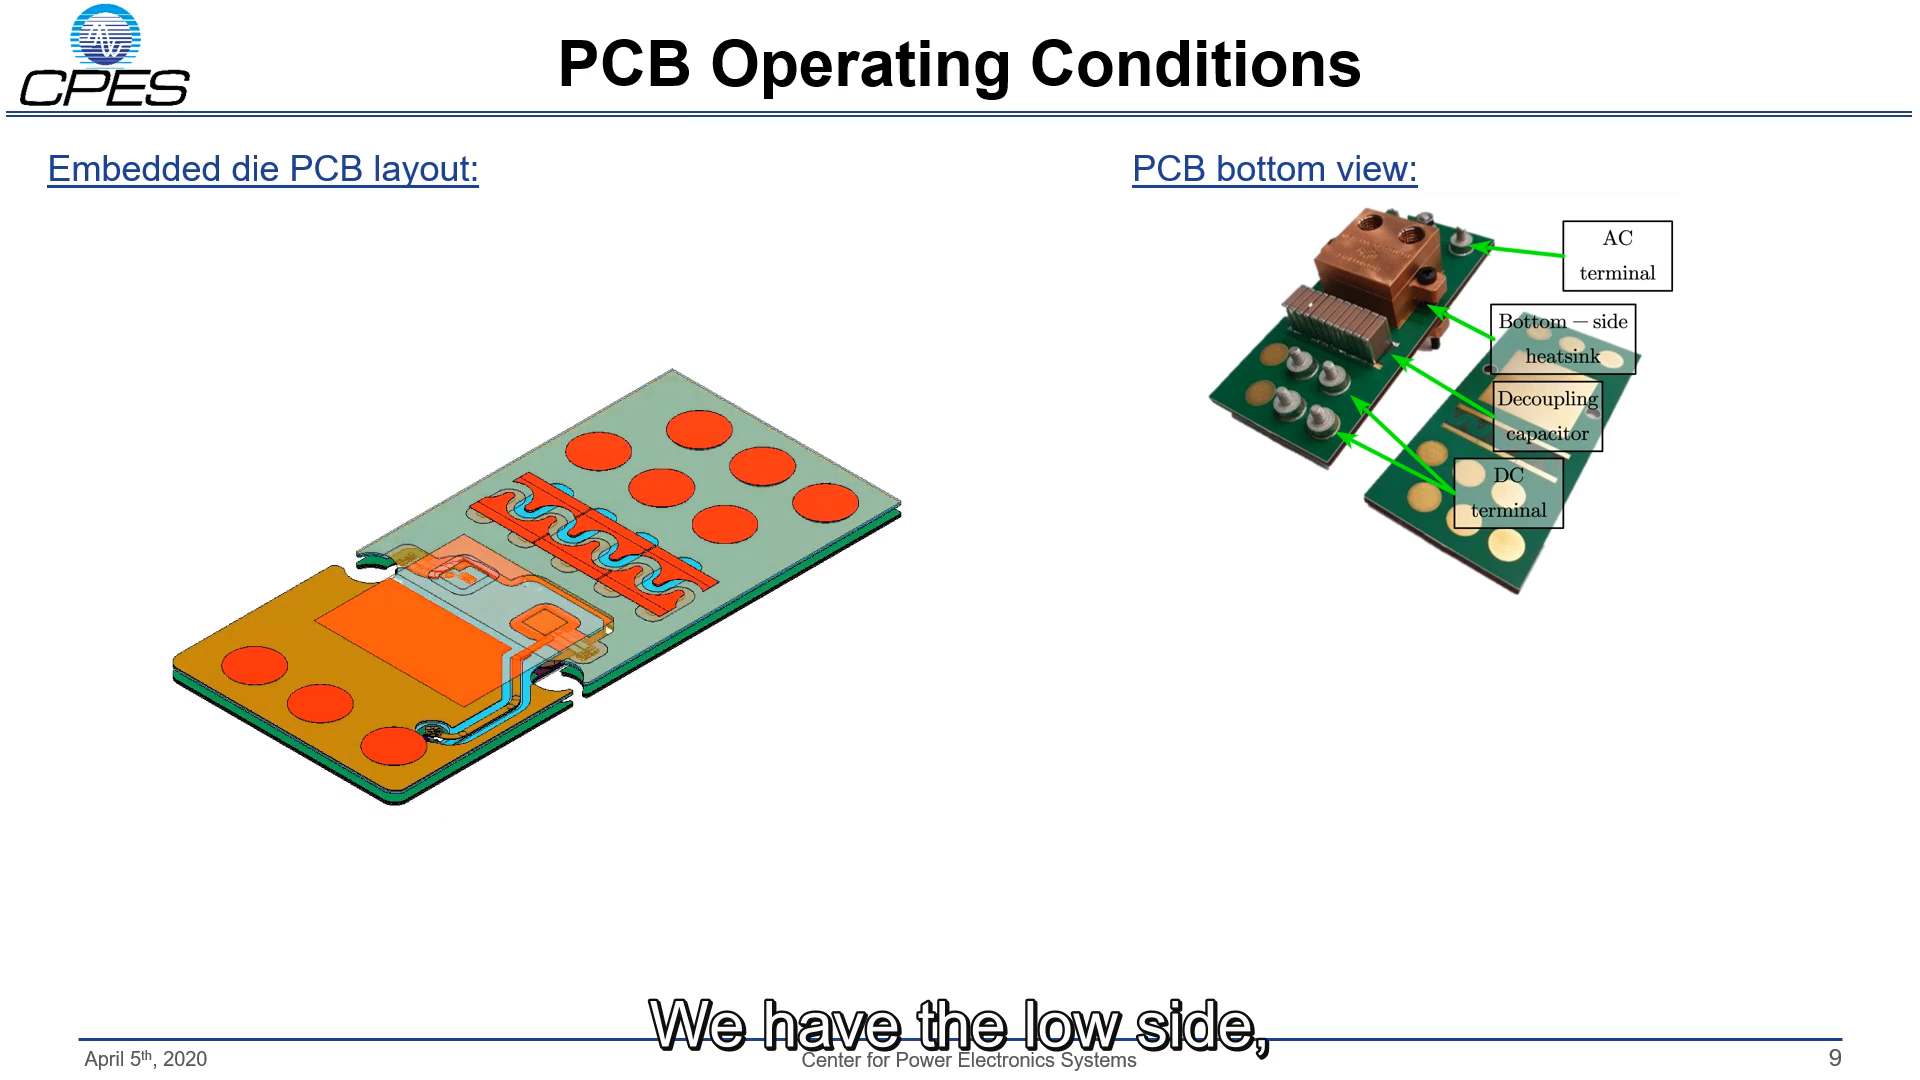 CPES
PCB Operating Conditions
Embedded die PCB layout:
PCB bottom view:
AC
terminal
Bottom – side
heatsink
Decoupling
capacitor
DC
terminal
We have the low side,
April 5th, 2020
Center for Power Electronics Systems
9